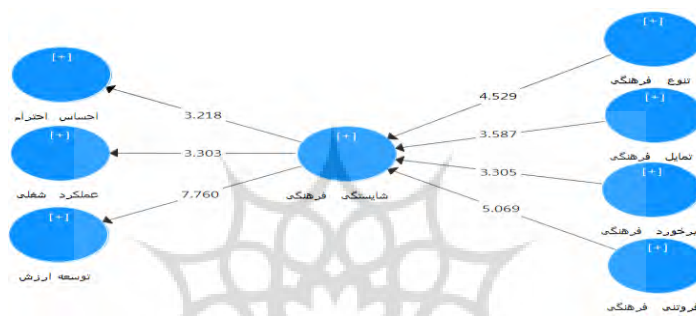 [+]
تنوع فرهنگی
[+]
تمایل فرهنگی
[+]
برخورد فرهنگی
[+]
فروتنی فرهنگی
4.529
3.587
3.305
5.069
[+]
شایستگی فرهنگی
3.218
3.303
7.760
[+]
احساس احترام
[+]
عملکرد شغلی
[+]
توسعه ارزش